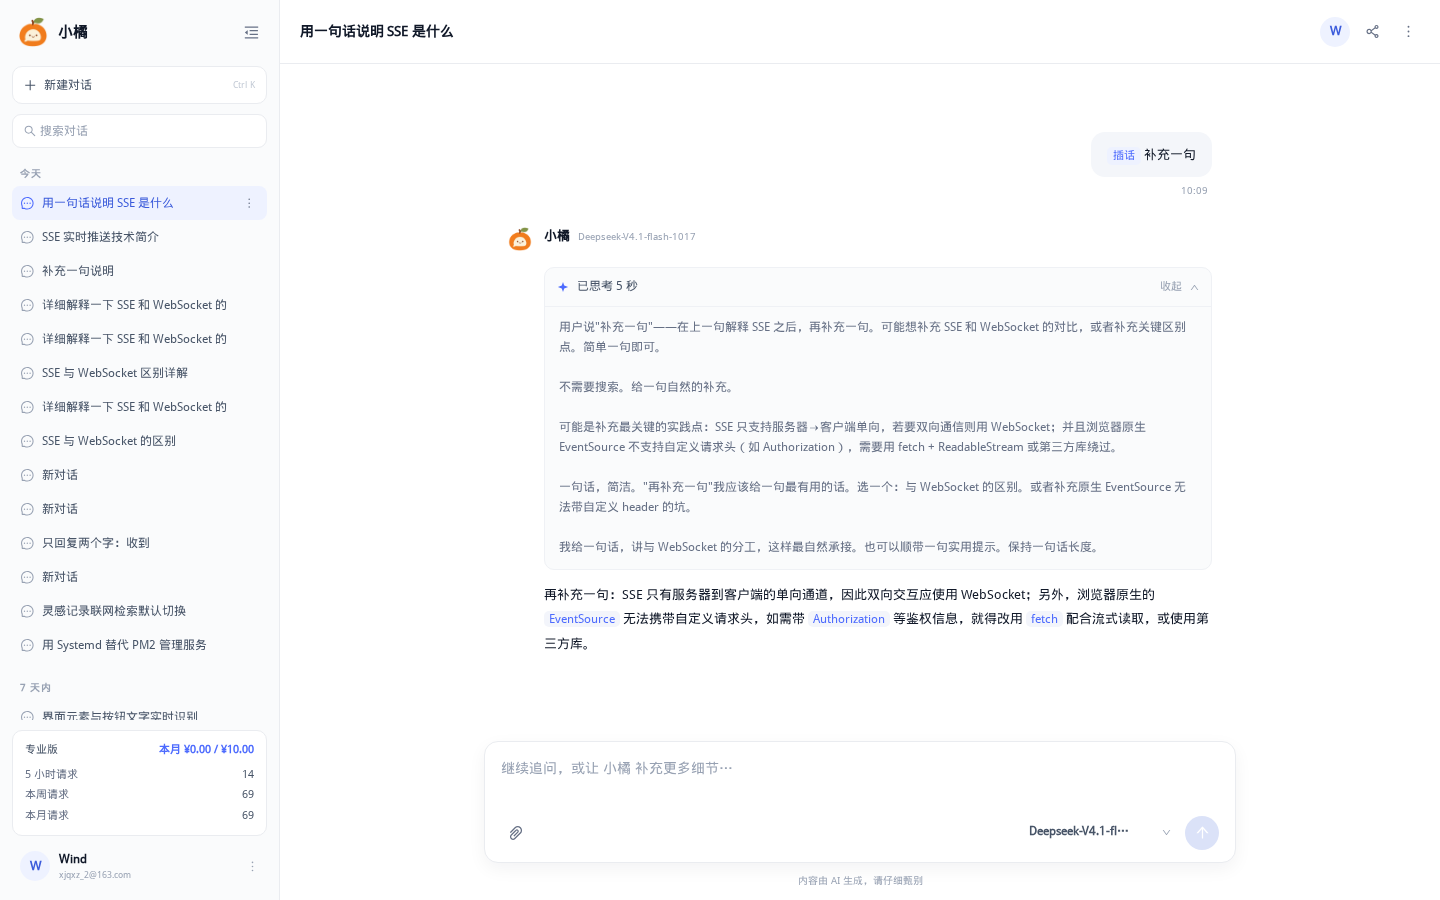 小橘
新建对话
Ctrl K
搜索对话
今天
用一句话说明 SSE 是什么
SSE 实时推送技术简介
补充一句说明
详细解释一下 SSE 和 WebSocket 的
详细解释一下 SSE 和 WebSocket 的
SSE 与 WebSocket 区别详解
详细解释一下 SSE 和 WebSocket 的
SSE 与 WebSocket 的区别
新对话
新对话
只回复两个字：收到
新对话
灵感记录联网检索默认切换
用 Systemd 替代 PM2 管理服务
7 天内
界面元素与按钮文字实时识别
专业版 本月 ¥0.00 / ¥10.00
5 小时请求 14
本周请求 69
本月请求 69
W
Wind
xjqxz_2@163.com
用一句话说明 SSE 是什么
W
插话 补充一句
10:09
小橘 Deepseek-V4.1-flash-1017
已思考 5 秒
收起
用户说"补充一句"——在上一句解释 SSE 之后，再补充一句。可能想补充 SSE 和 WebSocket 的对比，或者补充关键区别
点。简单一句即可。
不需要搜索。给一句自然的补充。
可能是补充最关键的实践点：SSE 只支持服务器→客户端单向，若要双向通信则用 WebSocket；并且浏览器原生
EventSource 不支持自定义请求头（如 Authorization），需要用 fetch + ReadableStream 或第三方库绕过。
一句话，简洁。"再补充一句"我应该给一句最有用的话。选一个：与 WebSocket 的区别。或者补充原生 EventSource 无
法带自定义 header 的坑。
我给一句话，讲与 WebSocket 的分工，这样最自然承接。也可以顺带一句实用提示。保持一句话长度。
再补充一句：SSE 只有服务器到客户端的单向通道，因此双向交互应使用 WebSocket；另外，浏览器原生的
EventSource 无法携带自定义请求头，如需带 Authorization 等鉴权信息，就得改用 fetch 配合流式读取，或使用第
三方库。
继续追问，或让 小橘 补充更多细节…
Deepseek-V4.1-fl…
内容由 AI 生成，请仔细甄别